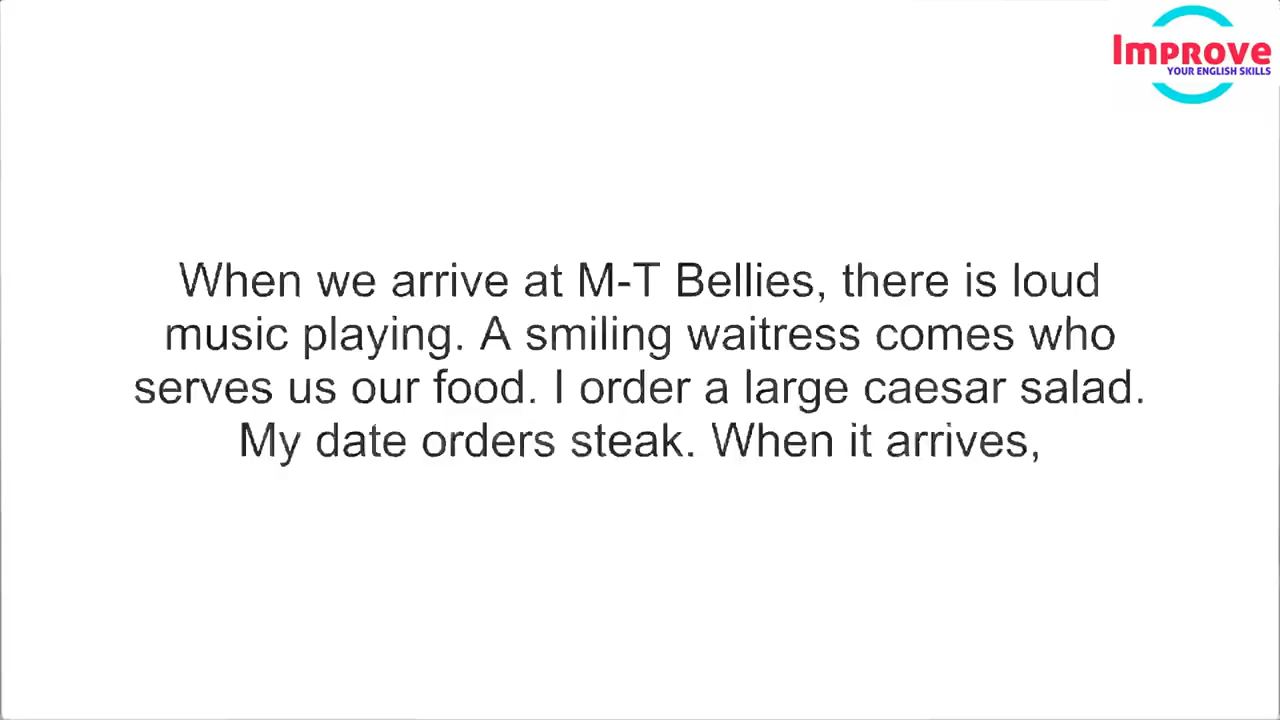 Improve
YOUR ENGLISH SKILLS
When we arrive at M-T Bellies, there is loud
music playing. A smiling waitress comes who
serves us our food. I order a large caesar salad.
My date orders steak. When it arrives,